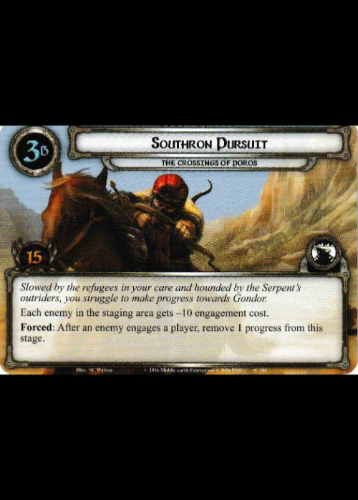 3B
SOUTHRON PURSUIT
THE CROSSINGS OF POROS
15
Slowed by the refugees in your care and hounded by the Serpent's
outriders, you struggle to make progress towards Gondor.
Each enemy in the staging area gets –10 engagement cost.
Forced: After an enemy engages a player, remove 1 progress from this
stage.